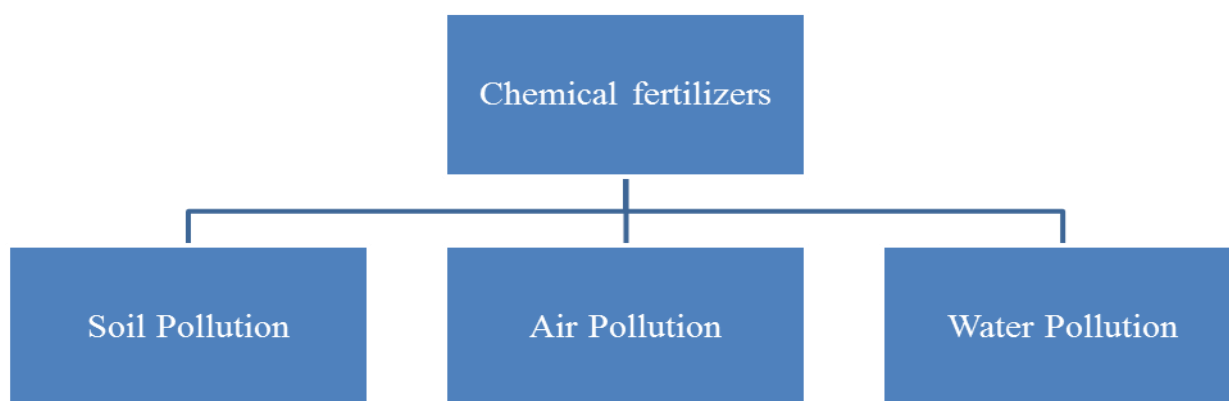 Chemical fertilizers
Soil Pollution
Air Pollution
Water Pollution